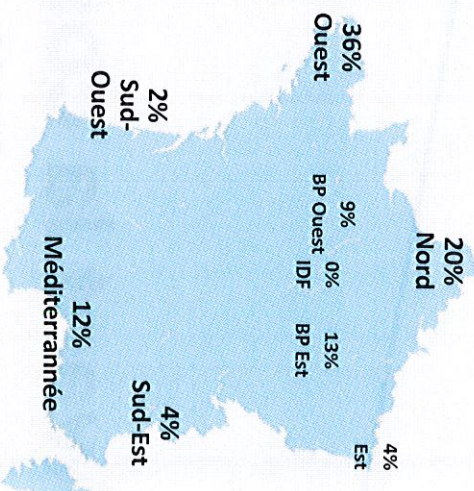 20%
Nord
36%
Ouest
9%
BP Ouest
0%
IDF
13%
BP Est
4%
Est
2%
Sud-
Ouest
4%
Sud-Est
12%
Méditerrannée